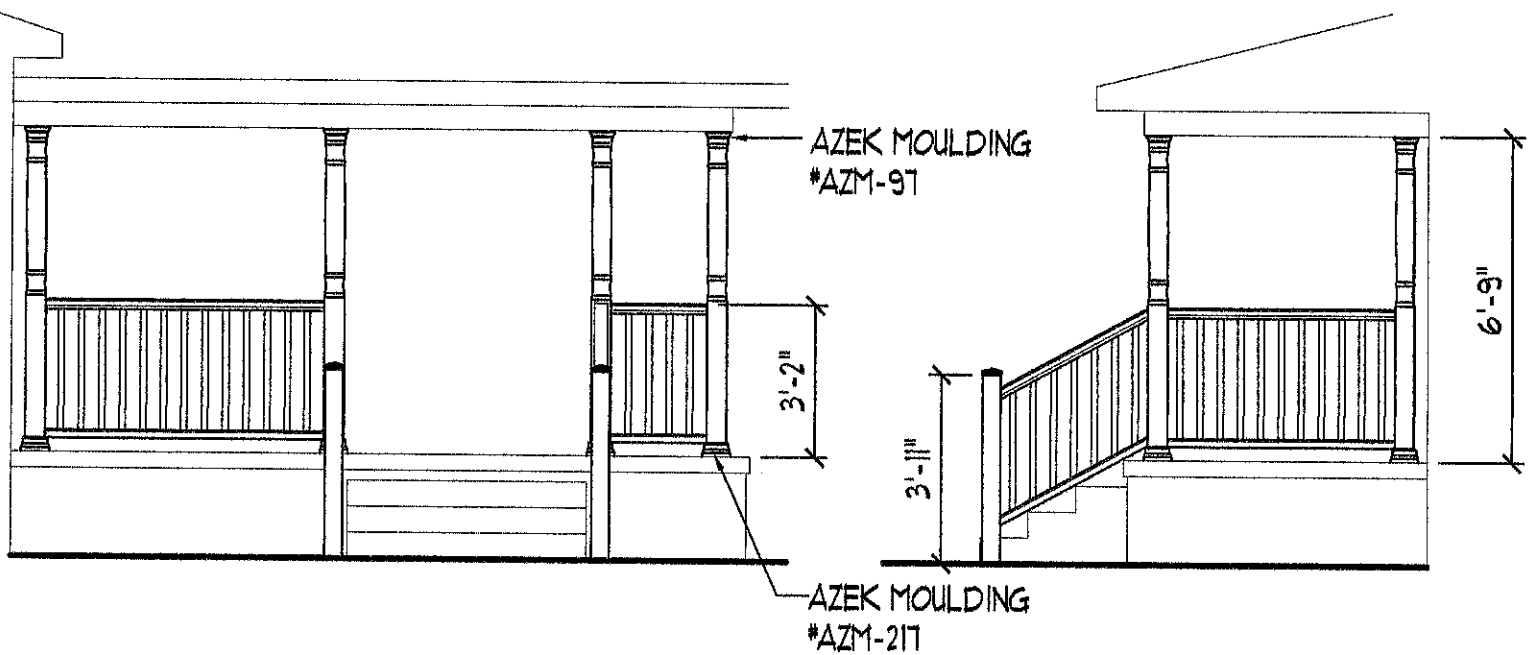 AZEK MOULDING
#AZM-97
3'-2"
AZEK MOULDING
#AZM-217
3'-11"
6'-9"